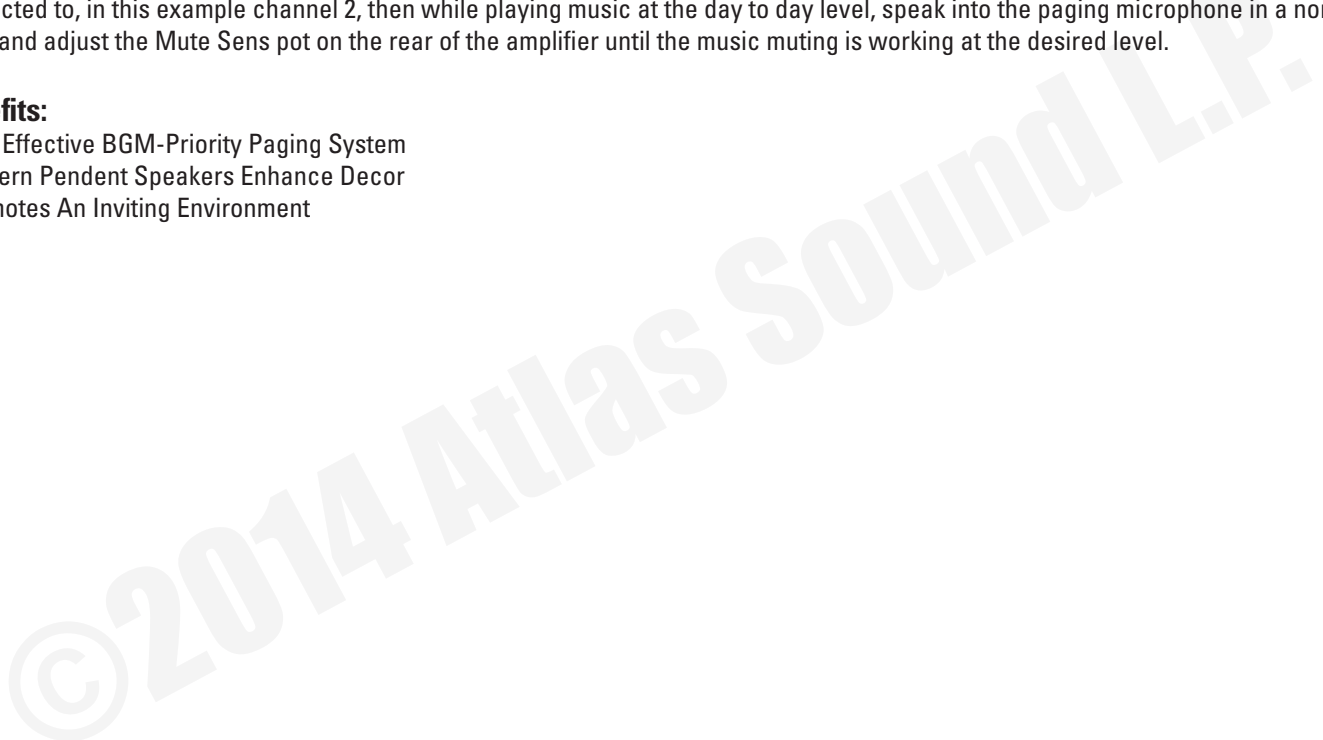 cted to, in this example channel 2, then while playing music at the day to day level, speak into the paging microphone in a nor
and adjust the Mute Sens pot on the rear of the amplifier until the music muting is working at the desired level.
fits:
Effective BGM-Priority Paging System
ern Pendent Speakers Enhance Decor
notes An Inviting Environment
©2014 Atlas Sound L.P.